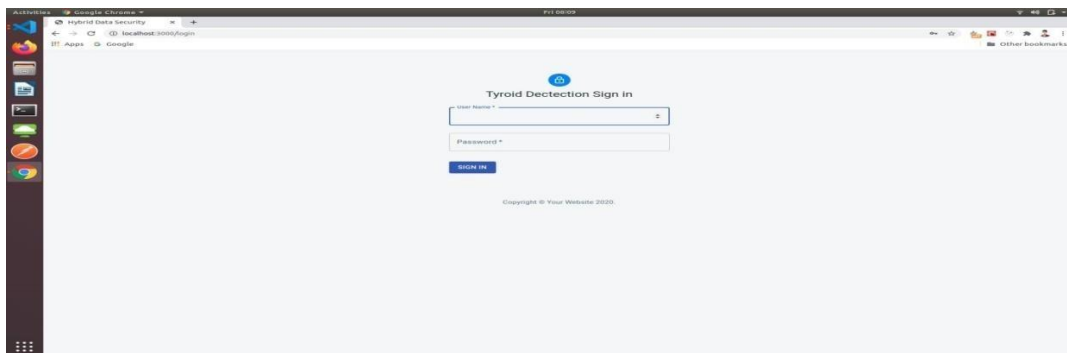 Activities Google Chrome Fri 08:09
Hybrid Data Security
localhost:3000/login
Apps Google Other bookmarks
Tyroid Dectection Sign in
User Name *
Password *
SIGN IN
Copyright © Your Website 2020.